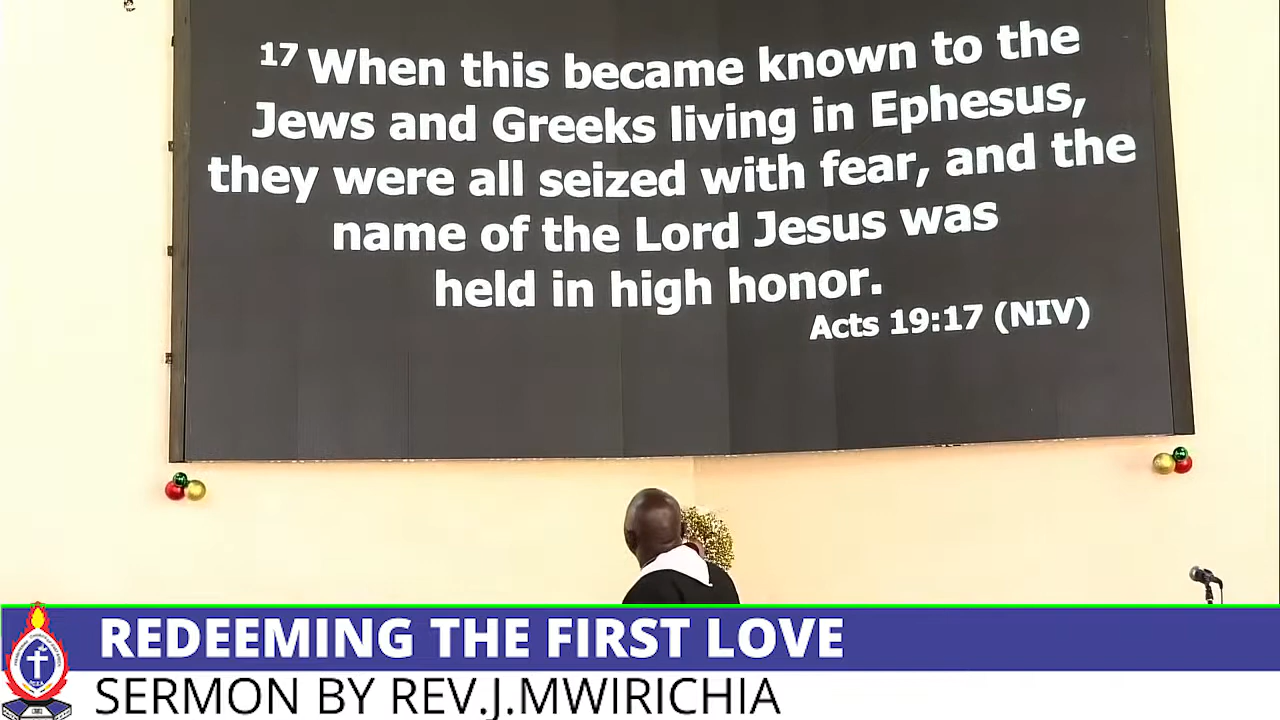 17 When this became known to the
Jews and Greeks living in Ephesus,
they were all seized with fear, and the
name of the Lord Jesus was
held in high honor.
Acts 19:17 (NIV)
REDEEMING THE FIRST LOVE
SERMON BY REV.J.MWIRICHIA